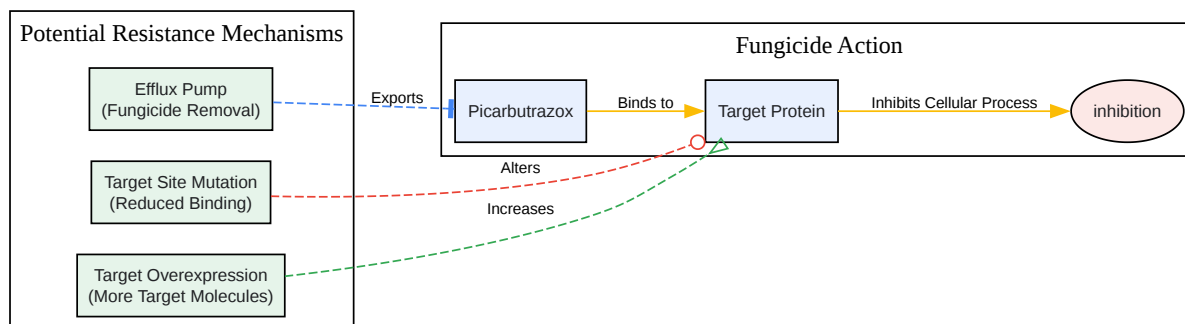 Potential Resistance Mechanisms
Efflux Pump
(Fungicide Removal)
Target Site Mutation
(Reduced Binding)
Target Overexpression
(More Target Molecules)
Exports
Alters
Increases
Fungicide Action
Picarbutrazox
Binds to
Target Protein
Inhibits Cellular Process
inhibition